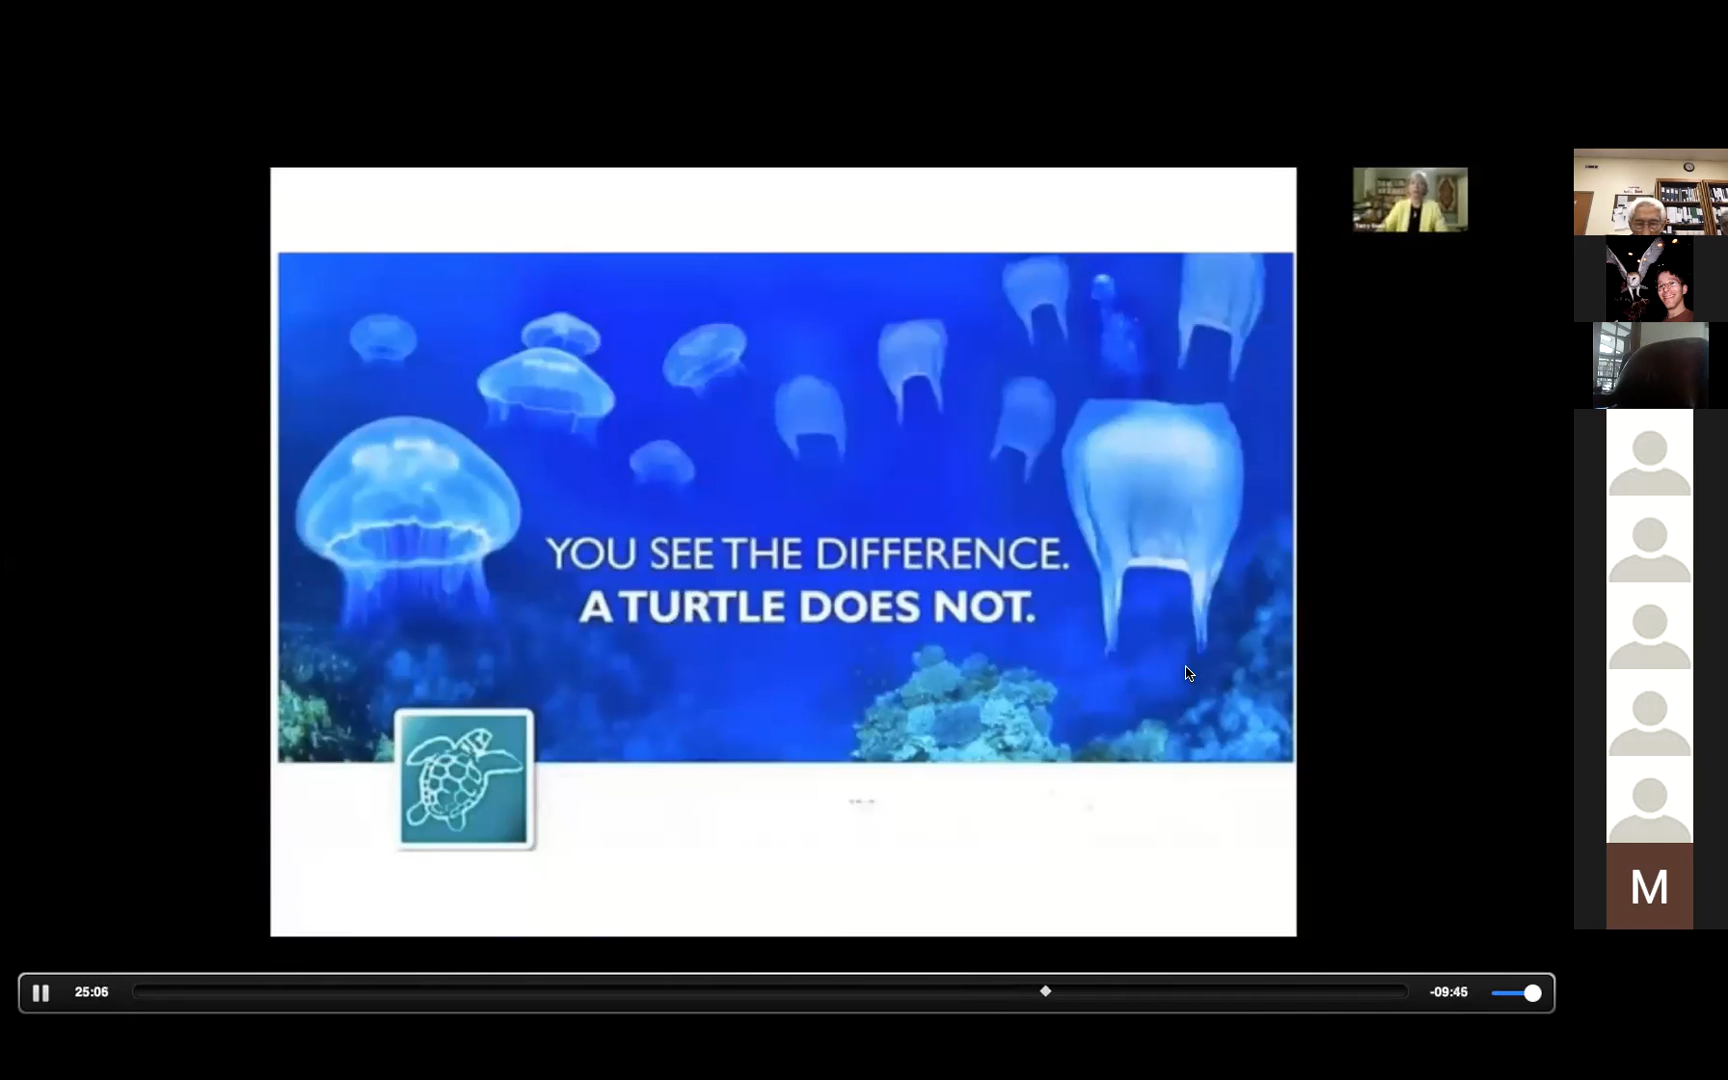 YOU SEE THE DIFFERENCE.
A TURTLE DOES NOT.
M
25:06
-09:45